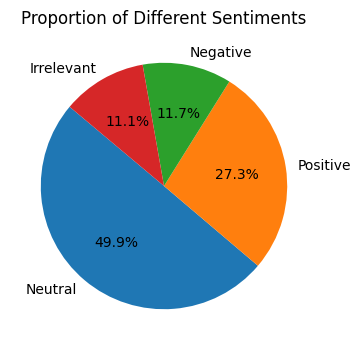 Proportion of Different Sentiments
Negative
Irrelevant
11.7%
11.1%
Positive
27.3%
49.9%
Neutral